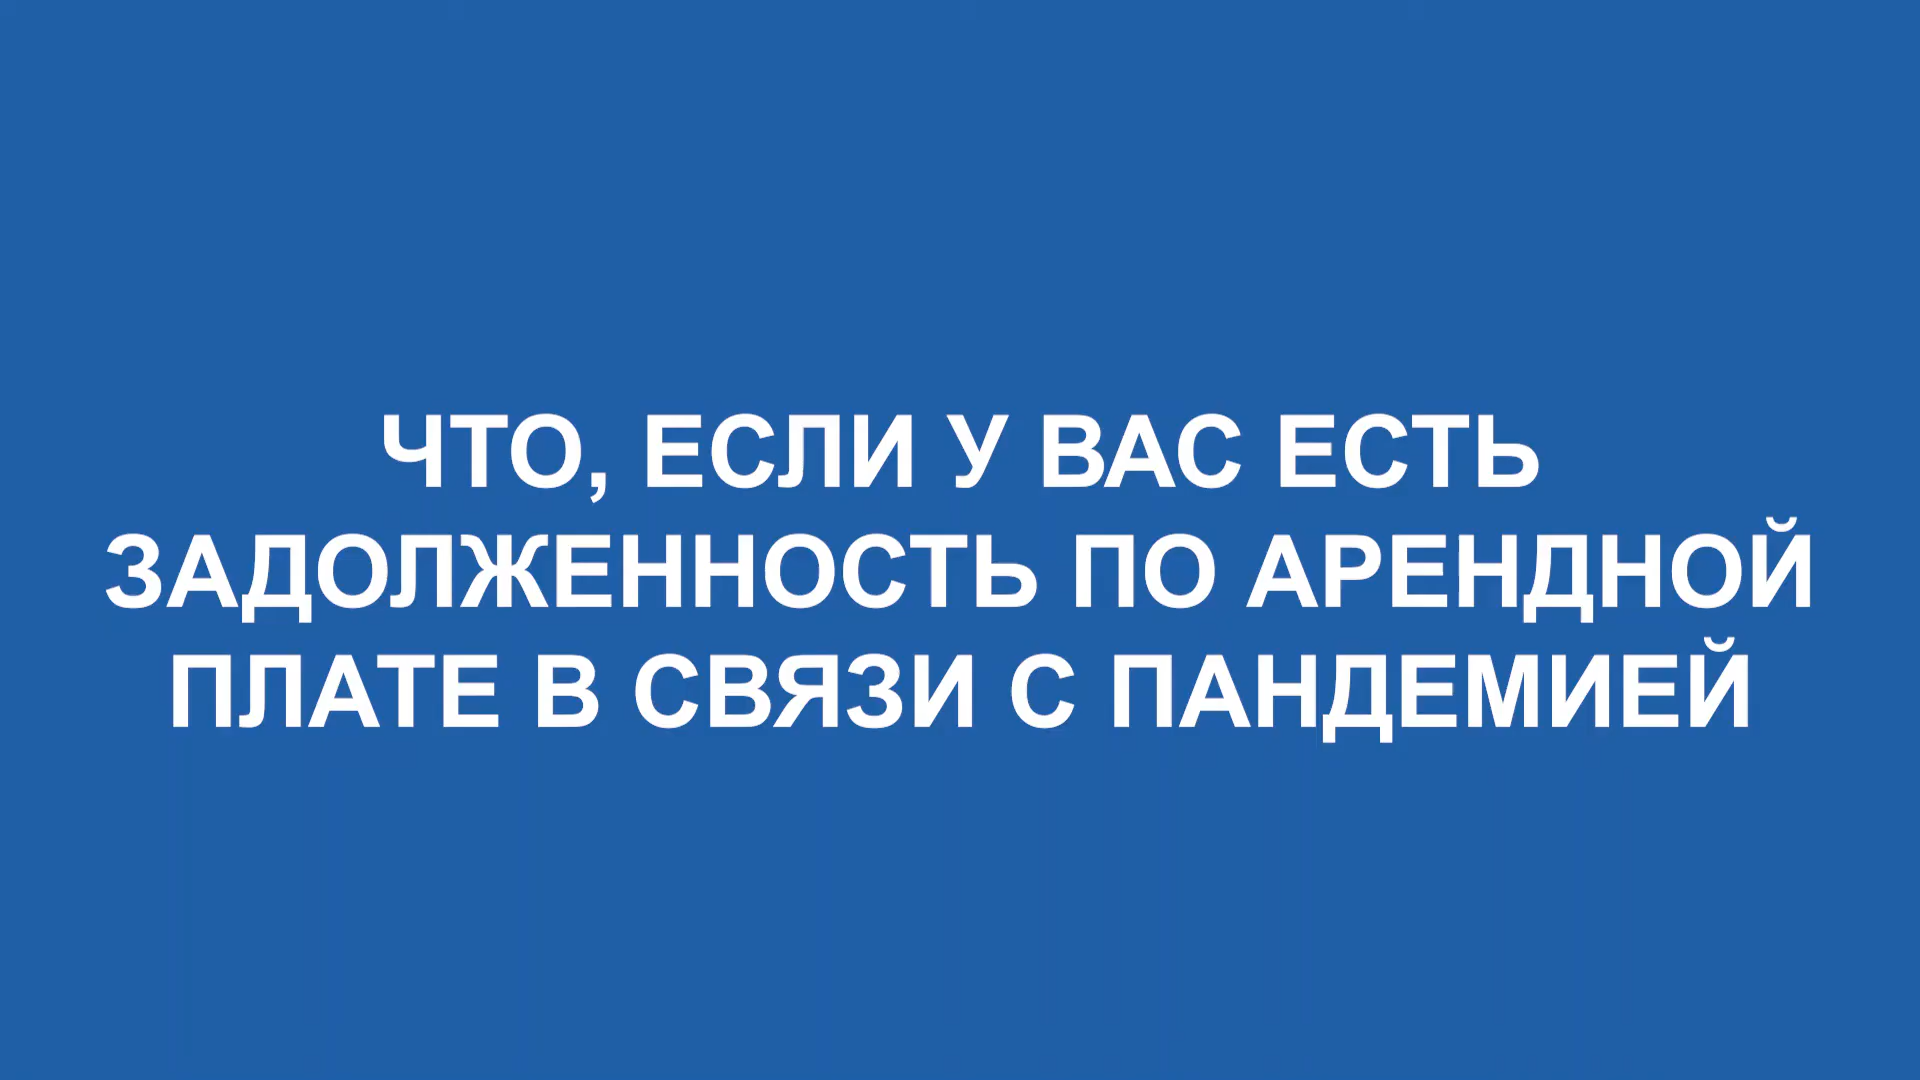 ЧТО, ЕСЛИ У ВАС ЕСТЬ
ЗАДОЛЖЕННОСТЬ ПО АРЕНДНОЙ
ПЛАТЕ В СВЯЗИ С ПАНДЕМИЕЙ